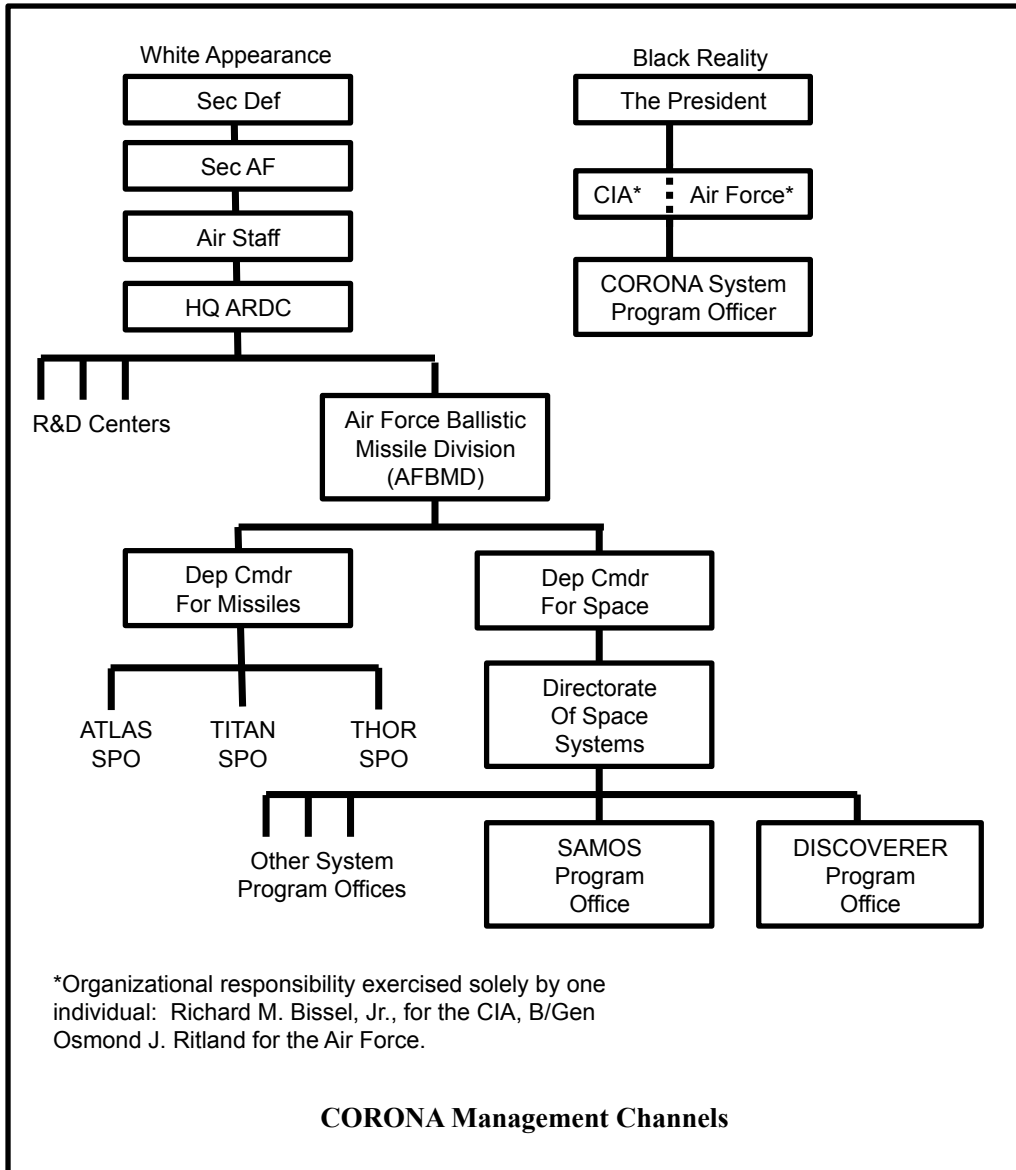 White Appearance
Sec Def
Sec AF
Air Staff
HQ ARDC
R&D Centers
Air Force Ballistic
Missile Division
(AFBMD)
Dep Cmdr
For Missiles
Dep Cmdr
For Space
ATLAS
SPO
TITAN
SPO
THOR
SPO
Directorate
Of Space
Systems
Other System
Program Offices
SAMOS
Program
Office
DISCOVERER
Program
Office
Black Reality
The President
CIA*
Air Force*
CORONA System
Program Officer
*Organizational responsibility exercised solely by one
individual: Richard M. Bissel, Jr., for the CIA, B/Gen
Osmond J. Ritland for the Air Force.
CORONA Management Channels